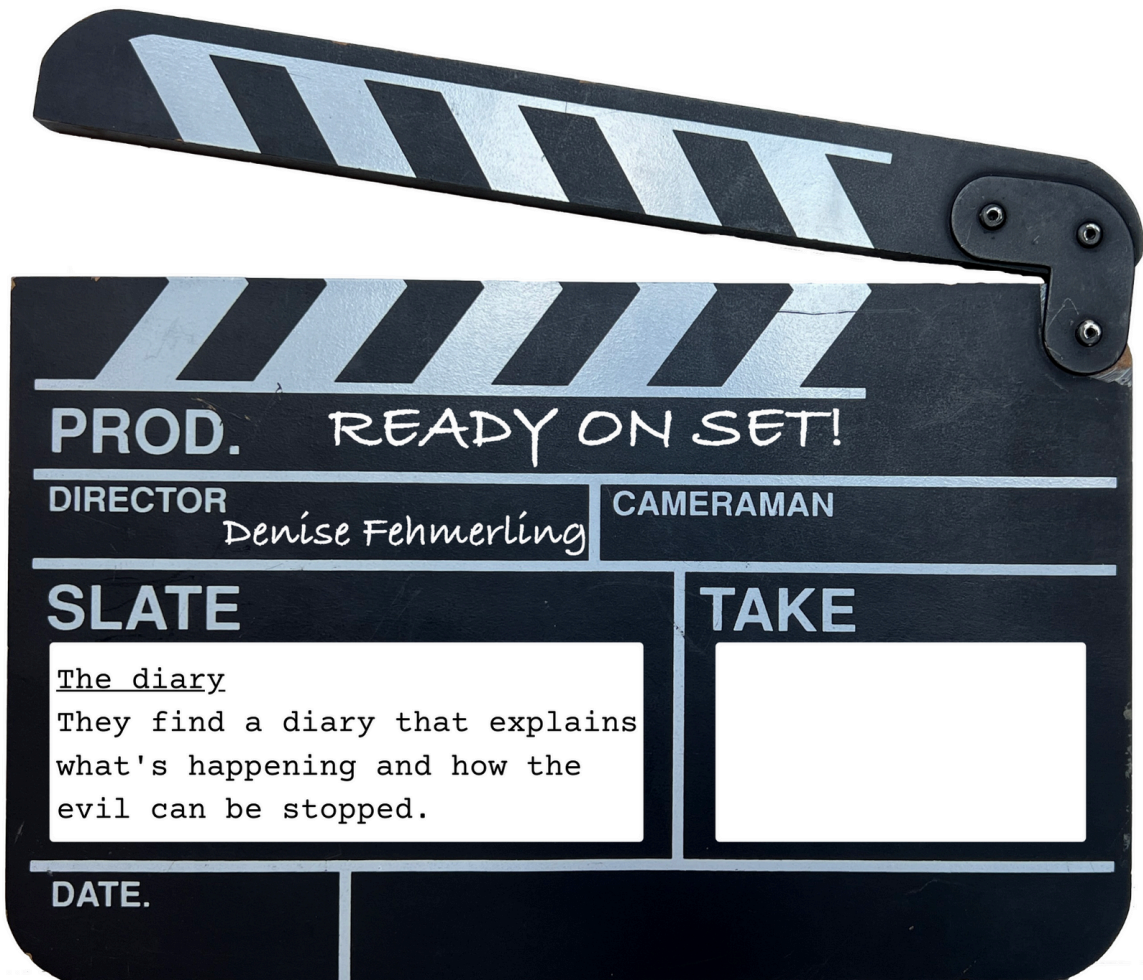 PROD. READY ON SET!
DIRECTOR CAMERAMAN
Denise Fehmerling
SLATE TAKE
The diary
They find a diary that explains
what's happening and how the
evil can be stopped.
DATE.